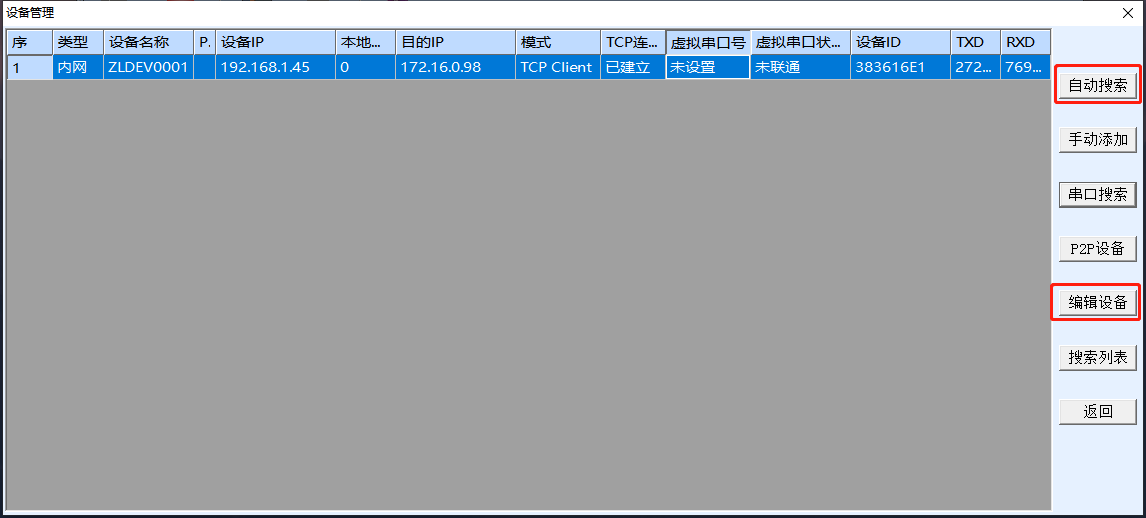 设备管理
序 类型 设备名称 P. 设备IP 本地... 目的IP 模式 TCP连... 虚拟串口号 虚拟串口状... 设备ID TXD RXD
1 内网 ZLDEV0001 192.168.1.45 0 172.16.0.98 TCP Client 已建立 未设置 未联通 383616E1 272... 769...
自动搜索
手动添加
串口搜索
P2P设备
编辑设备
搜索列表
返回